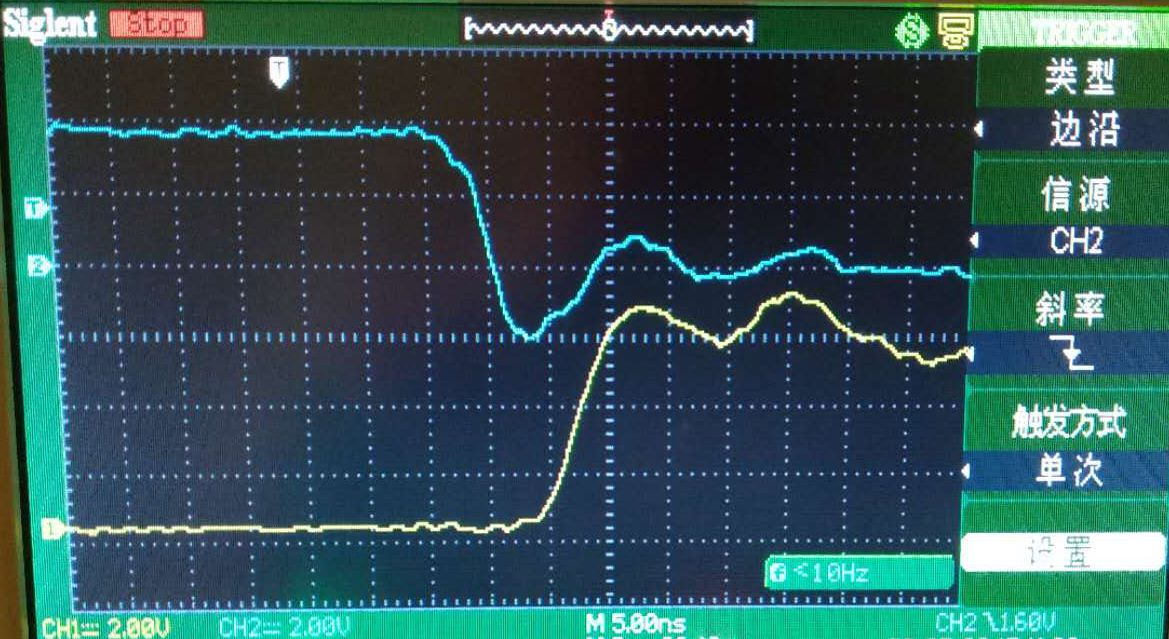 Siglent Stop
T
TRIGGER
类型
边沿
T
信源
2
CH2
斜率
触发方式
单次
1
设置
f <10Hz
CH1 2.00V CH2 2.00V M 5.00ns CH2 1.60V